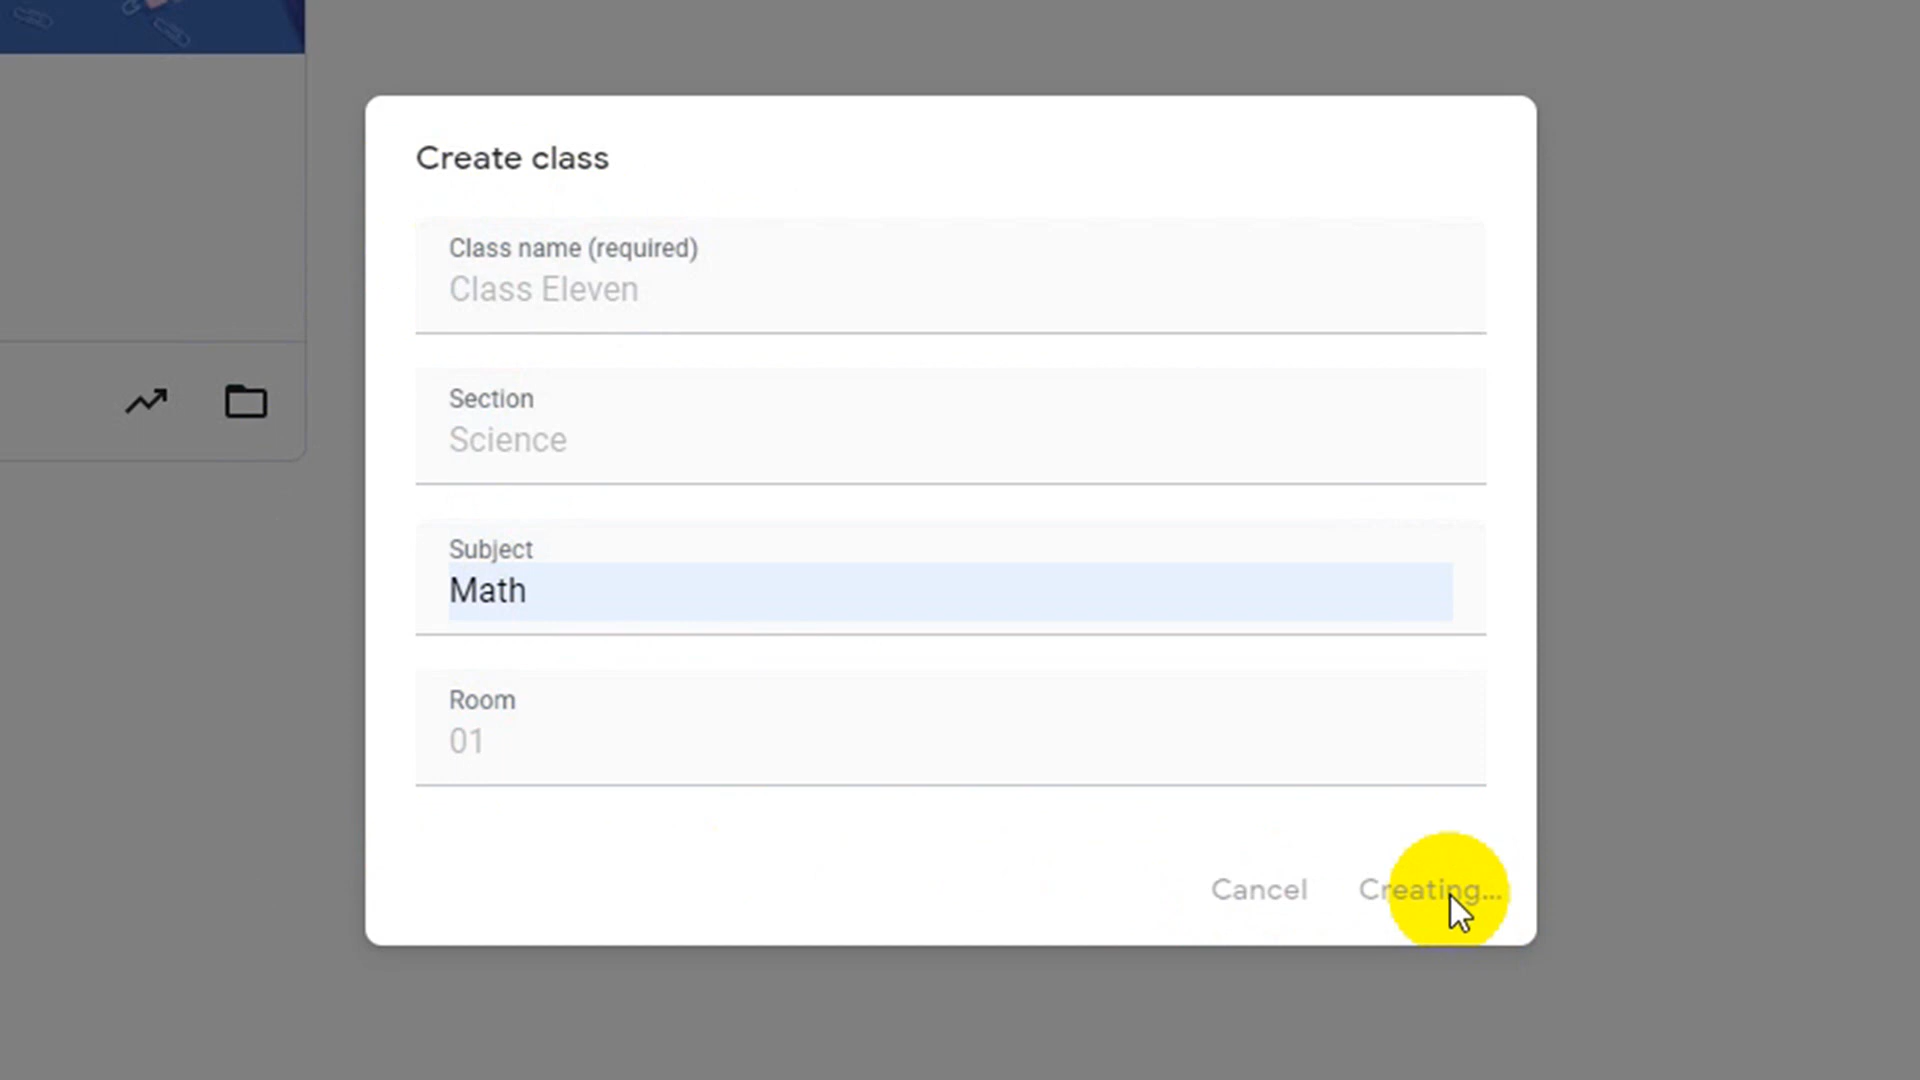 Create class
Class name (required)
Class Eleven
Section
Science
Subject
Math
Room
01
Cancel Creating...